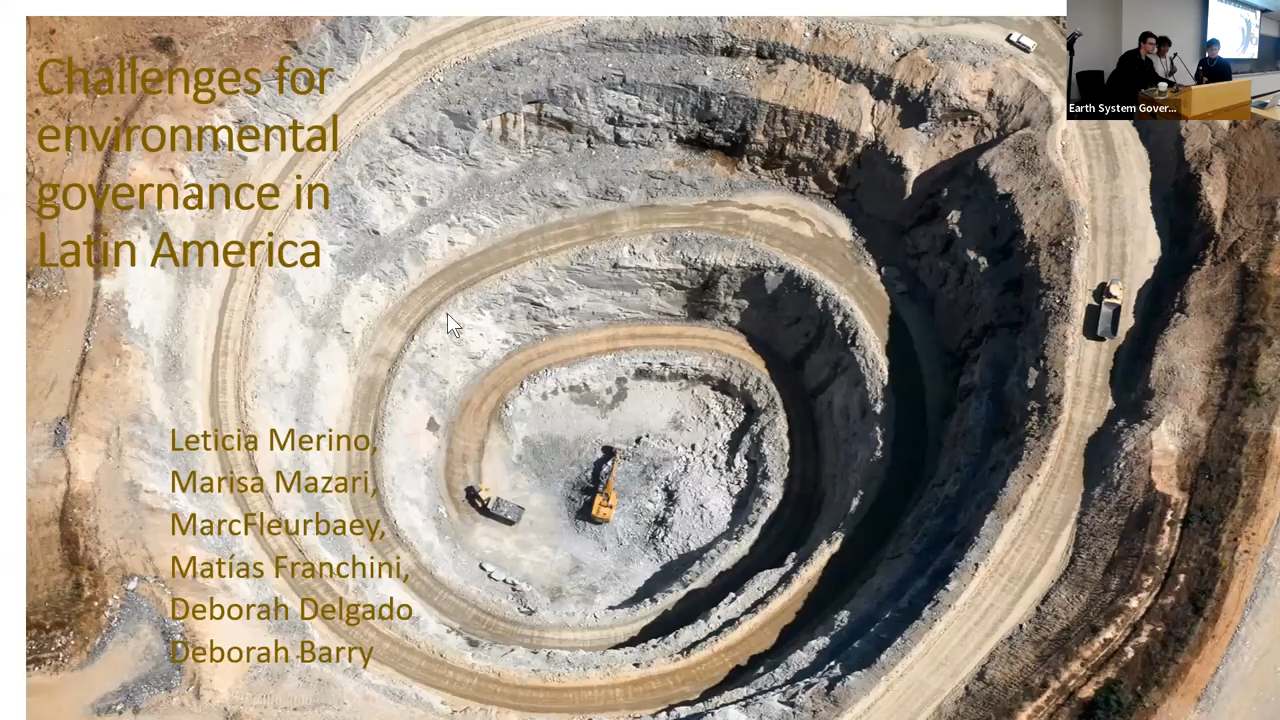 Challenges for
environmental
governance in
Latin America
Leticia Merino,
Marisa Mazari,
MarcFleurbaey,
Matías Franchini,
Deborah Delgado
Deborah Barry
Earth System Gover...